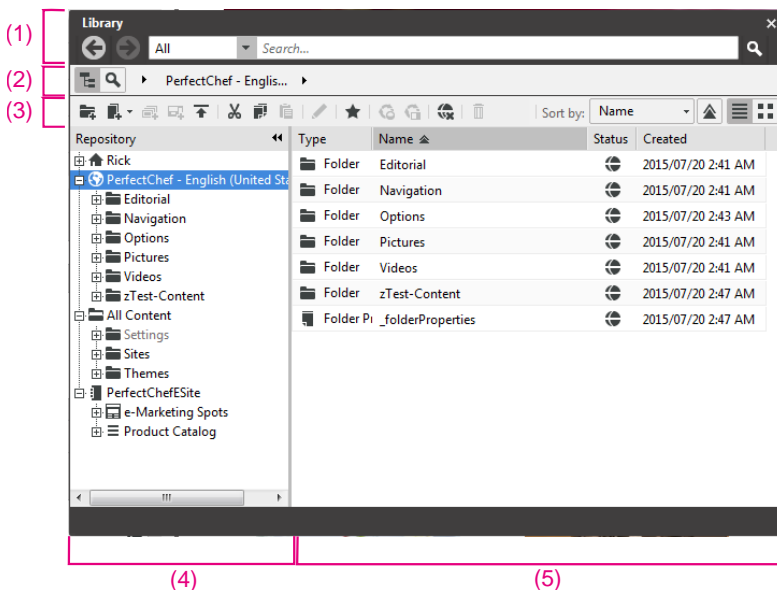 Library
(1)
All
Search...
(2)
PerfectChef - Englis...
(3)
Sort by:
Name
Repository
Type
Name
Status
Created
Rick
PerfectChef - English (United Sta
Editorial
Navigation
Options
Pictures
Videos
zTest-Content
All Content
Settings
Sites
Themes
PerfectChefESite
e-Marketing Spots
Product Catalog
Folder Editorial 2015/07/20 2:41 AM
Folder Navigation 2015/07/20 2:41 AM
Folder Options 2015/07/20 2:43 AM
Folder Pictures 2015/07/20 2:41 AM
Folder Videos 2015/07/20 2:41 AM
Folder zTest-Content 2015/07/20 2:47 AM
Folder Pr _folderProperties 2015/07/20 2:47 AM
(4)
(5)